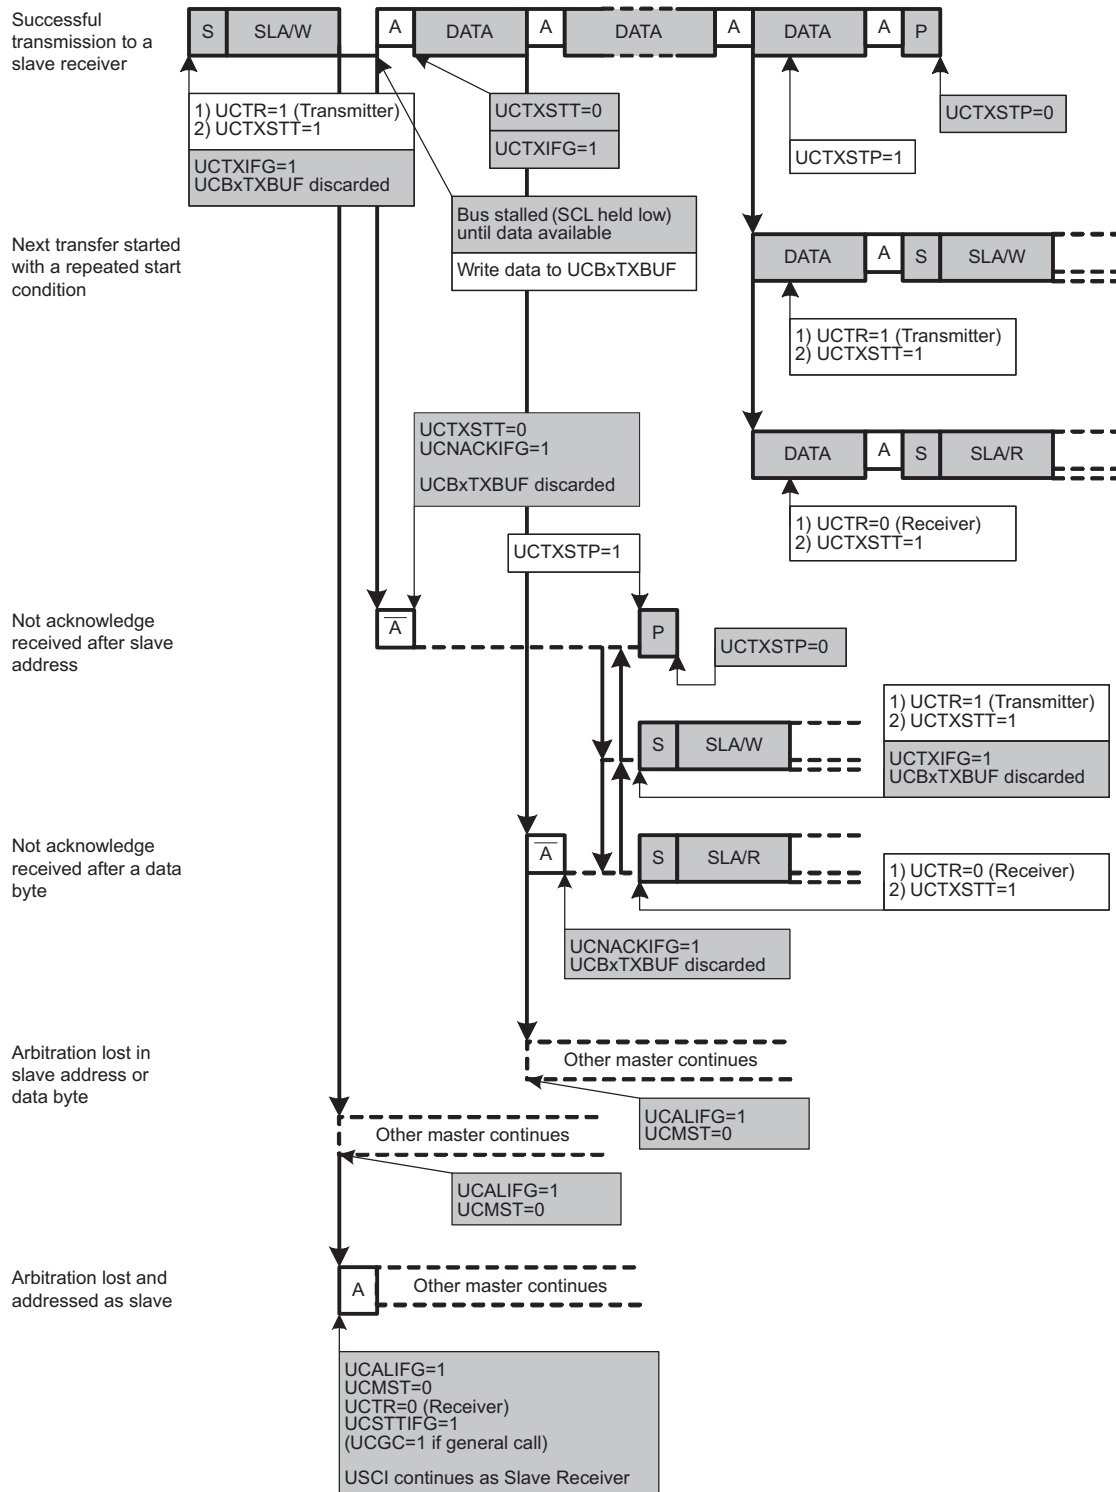 Successful
transmission to a
slave receiver
S SLA/W A DATA A DATA A DATA A P
1) UCTR=1 (Transmitter)
2) UCTXSTT=1
UCTXIFG=1
UCBxTXBUF discarded
UCTXSTT=0
UCTXIFG=1
Bus stalled (SCL held low)
until data available
Write data to UCBxTXBUF
UCTXSTP=1
UCTXSTP=0
Next transfer started
with a repeated start
condition
DATA A S SLA/W
1) UCTR=1 (Transmitter)
2) UCTXSTT=1
DATA A S SLA/R
1) UCTR=0 (Receiver)
2) UCTXSTT=1
UCTXSTT=0
UCNACKIFG=1
UCBxTXBUF discarded
UCTXSTP=1
Not acknowledge
received after slave
address
A̅ P
UCTXSTP=0
S SLA/W
1) UCTR=1 (Transmitter)
2) UCTXSTT=1
UCTXIFG=1
UCBxTXBUF discarded
Not acknowledge
received after a data
byte
A̅ S SLA/R
1) UCTR=0 (Receiver)
2) UCTXSTT=1
UCNACKIFG=1
UCBxTXBUF discarded
Arbitration lost in
slave address or
data byte
Other master continues
UCALIFG=1
UCMST=0
Other master continues
UCALIFG=1
UCMST=0
Arbitration lost and
addressed as slave
A Other master continues
UCALIFG=1
UCMST=0
UCTR=0 (Receiver)
UCSTTIFG=1
(UCGC=1 if general call)
USCI continues as Slave Receiver